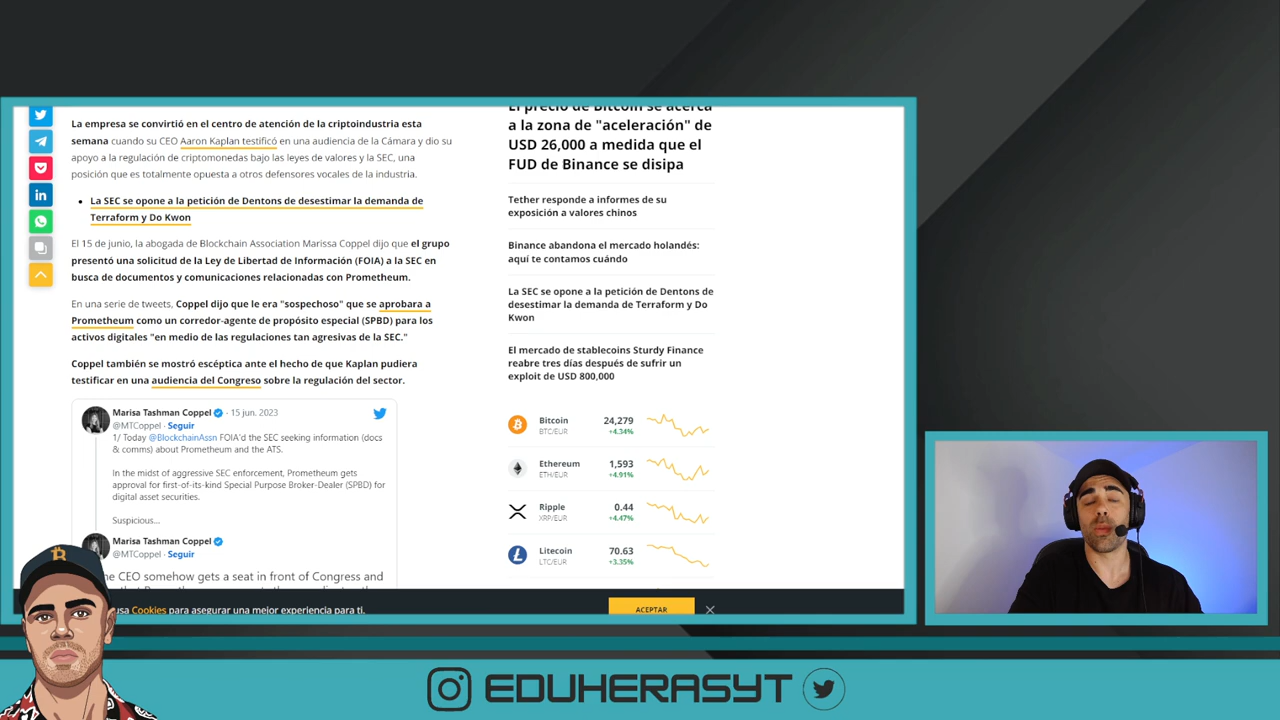 La empresa se convirtió en el centro de atención de la criptoindustria esta
semana cuando su CEO Aaron Kaplan testificó en una audiencia de la Cámara y dio su
apoyo a la regulación de criptomonedas bajo las leyes de valores y la SEC, una
posición que es totalmente opuesta a otros defensores vocales de la industria.
La SEC se opone a la petición de Dentons de desestimar la demanda de
Terraform y Do Kwon
El 15 de junio, la abogada de Blockchain Association Marissa Coppel dijo que el grupo
presentó una solicitud de la Ley de Libertad de Información (FOIA) a la SEC en
busca de documentos y comunicaciones relacionadas con Prometheum.
En una serie de tweets, Coppel dijo que le era "sospechoso" que se aprobara a
Prometheum como un corredor-agente de propósito especial (SPBD) para los
activos digitales "en medio de las regulaciones tan agresivas de la SEC."
Coppel también se mostró escéptica ante el hecho de que Kaplan pudiera
testificar en una audiencia del Congreso sobre la regulación del sector.
Marisa Tashman Coppel · 15 jun. 2023
@MTCoppel · Seguir
1/ Today @BlockchainAssn FOIA'd the SEC seeking information (docs
& comms) about Prometheum and the ATS.
In the midst of aggressive SEC enforcement, Prometheum gets
approval for first-of-its-kind Special Purpose Broker-Dealer (SPBD) for
digital asset securities.
Suspicious...
Marisa Tashman Coppel
@MTCoppel · Seguir
CEO somehow gets a seat in front of Congress and
usa Cookies para asegurar una mejor experiencia para ti.
ACEPTAR
El precio de Bitcoin se acerca
a la zona de "aceleración" de
USD 26,000 a medida que el
FUD de Binance se disipa
Tether responde a informes de su
exposición a valores chinos
Binance abandona el mercado holandés:
aquí te contamos cuándo
La SEC se opone a la petición de Dentons de
desestimar la demanda de Terraform y Do
Kwon
El mercado de stablecoins Sturdy Finance
reabre tres días después de sufrir un
exploit de USD 800,000
Bitcoin 24,279
BTC/EUR +4.34%
Ethereum 1,593
ETH/EUR +4.91%
Ripple 0.44
XRP/EUR +4.47%
Litecoin 70.63
LTC/EUR +3.35%
EDUHERASYT